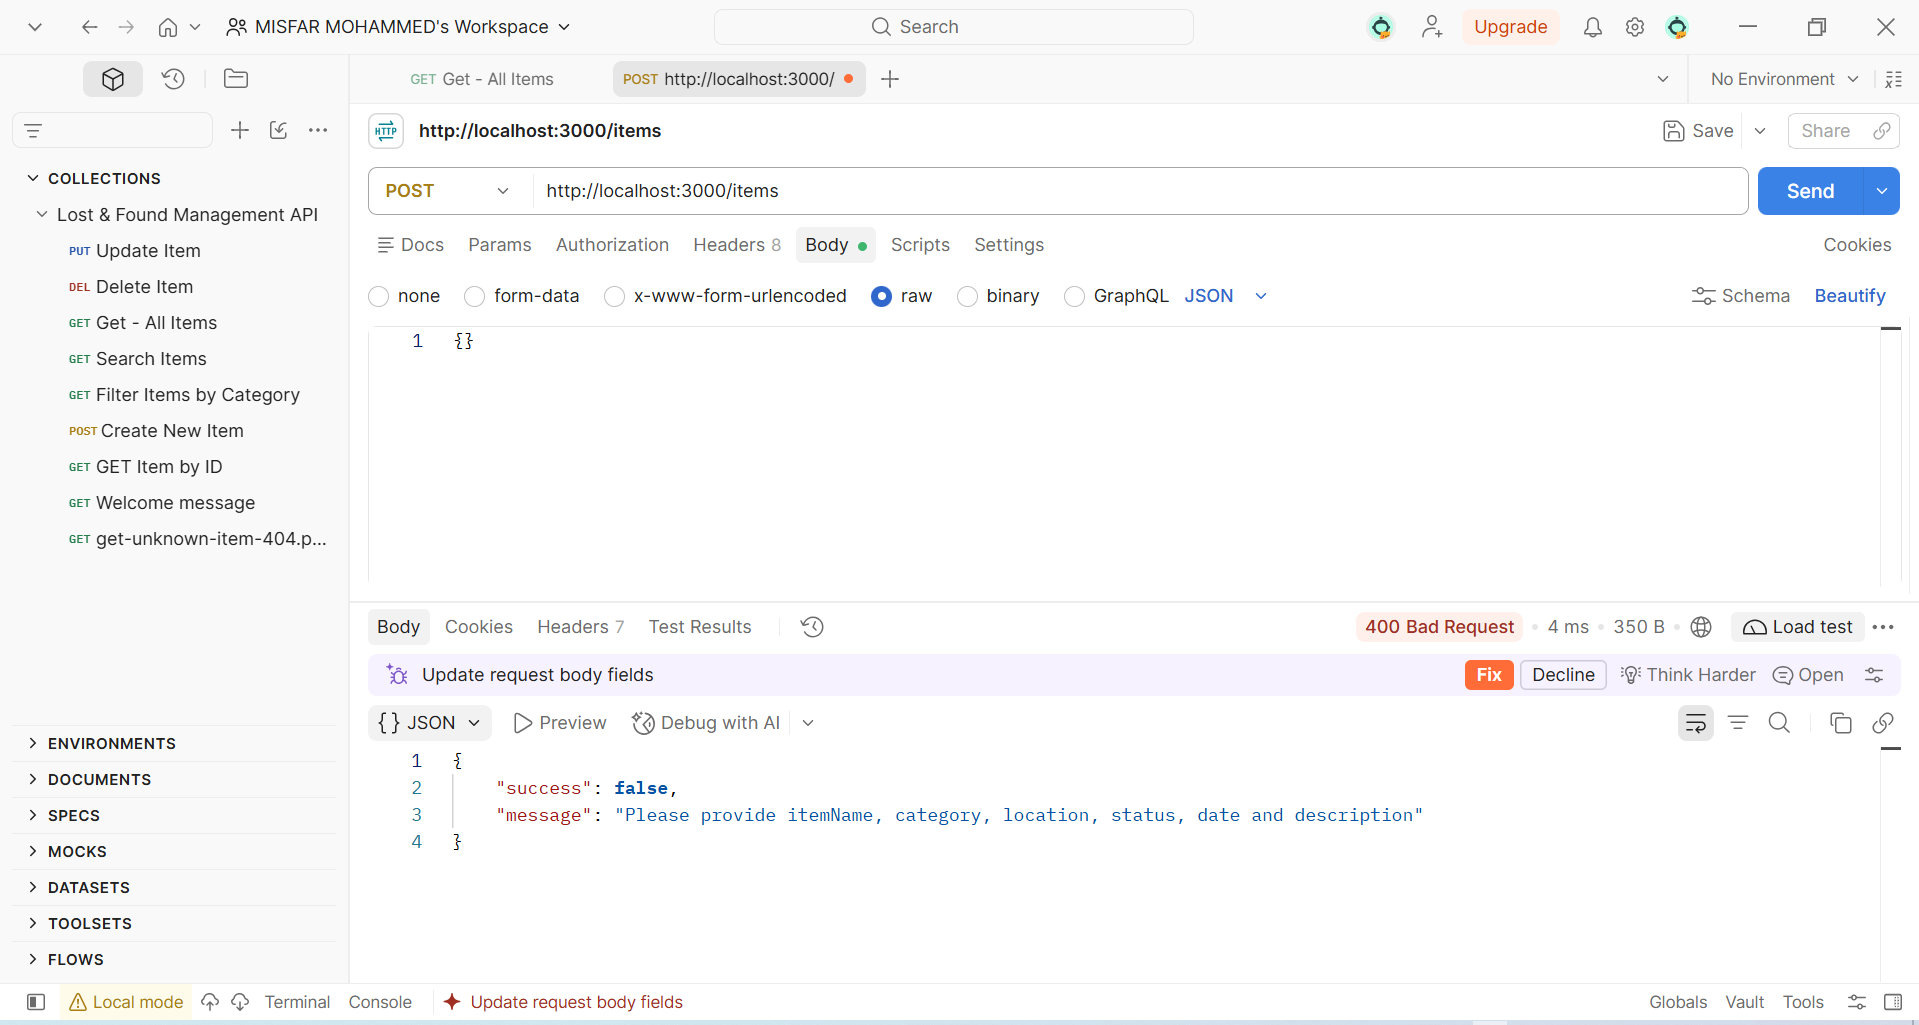 MISFAR MOHAMMED's Workspace
Search
Upgrade
GET Get - All Items
POST http://localhost:3000/
No Environment
HTTP http://localhost:3000/items
Save
Share
COLLECTIONS
Lost & Found Management API
PUT Update Item
DEL Delete Item
GET Get - All Items
GET Search Items
GET Filter Items by Category
POST Create New Item
GET GET Item by ID
GET Welcome message
GET get-unknown-item-404.p...
ENVIRONMENTS
DOCUMENTS
SPECS
MOCKS
DATASETS
TOOLSETS
FLOWS
POST http://localhost:3000/items
Send
Docs Params Authorization Headers 8 Body Scripts Settings
Cookies
none form-data x-www-form-urlencoded raw binary GraphQL JSON
Schema Beautify
1 {}
Body Cookies Headers 7 Test Results
400 Bad Request 4 ms 350 B Load test
Update request body fields
Fix Decline Think Harder Open
{} JSON Preview Debug with AI
1 {
2 "success": false,
3 "message": "Please provide itemName, category, location, status, date and description"
4 }
Local mode Terminal Console Update request body fields
Globals Vault Tools